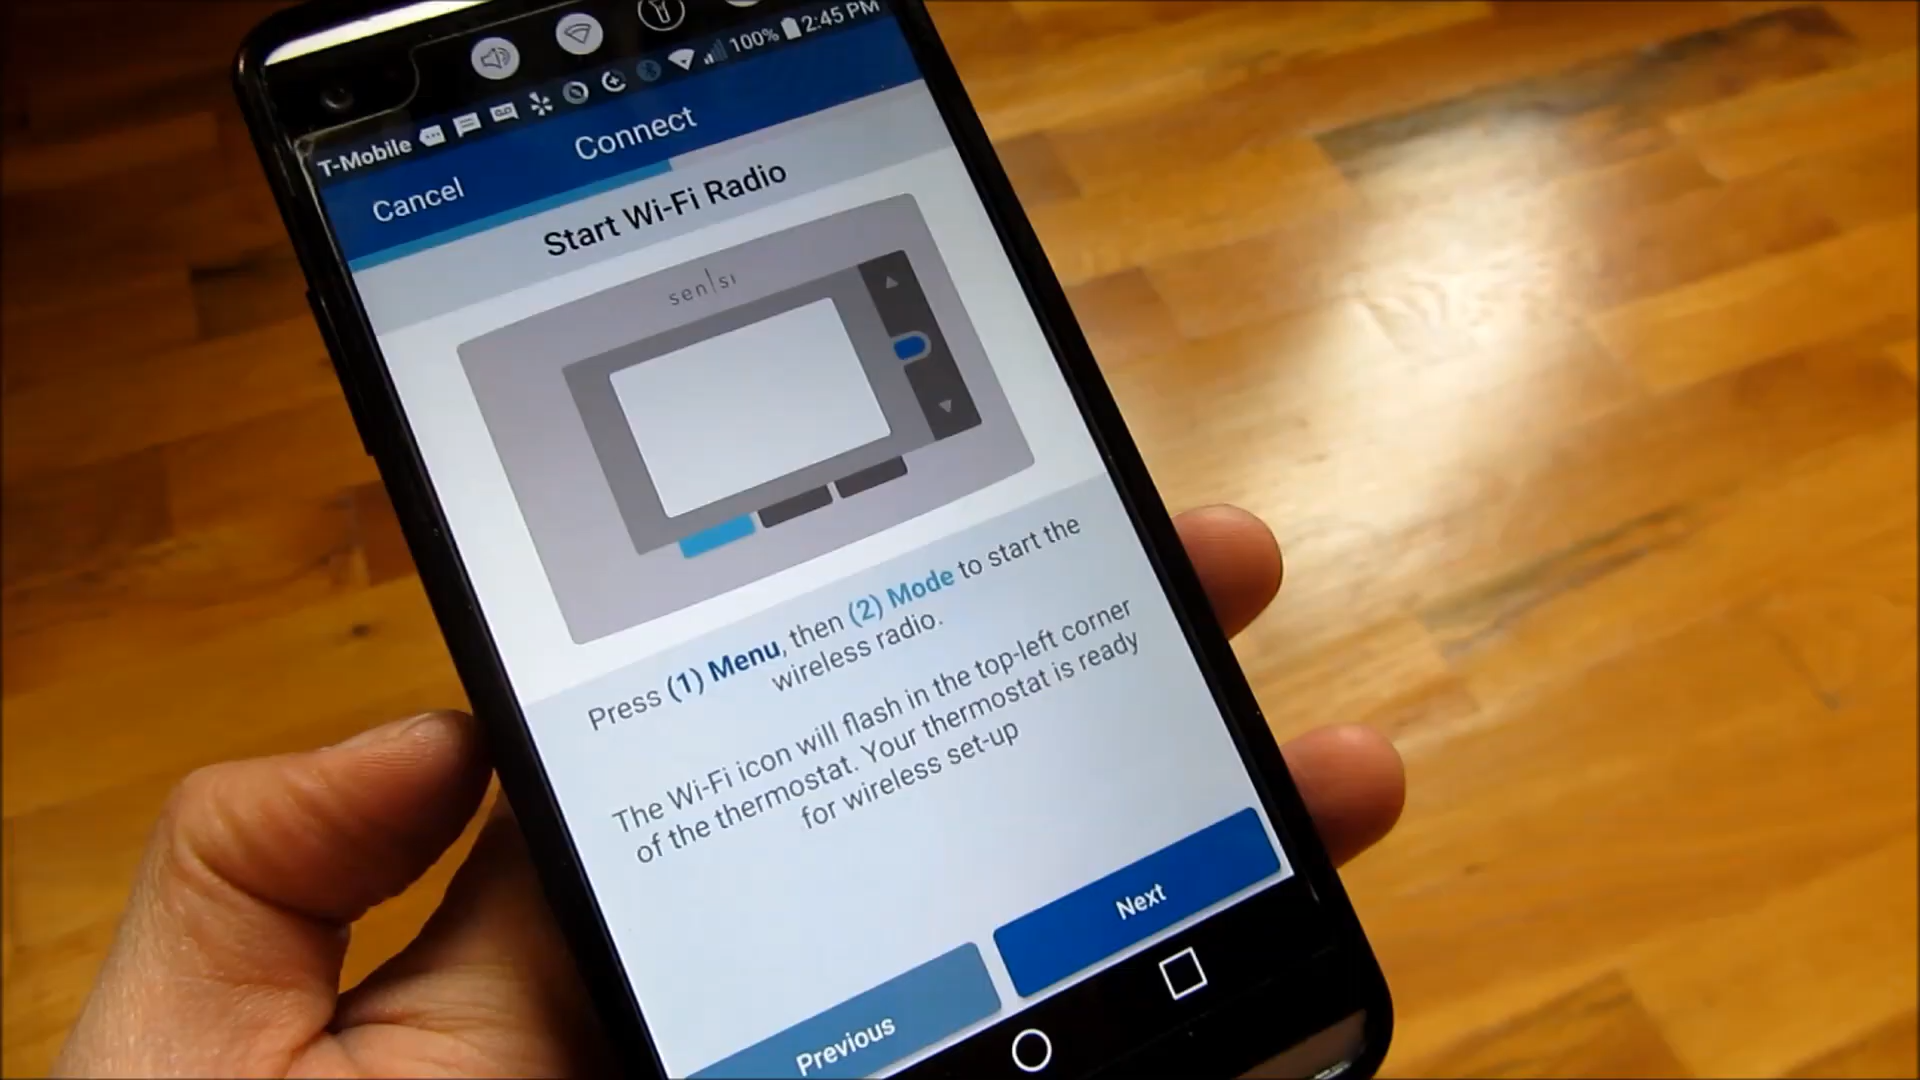 T-Mobile 100% 2:45 PM
Cancel Connect
Start Wi-Fi Radio
sensi
Press (1) Menu, then (2) Mode to start the
wireless radio.
The Wi-Fi icon will flash in the top-left corner
of the thermostat. Your thermostat is ready
for wireless set-up
Previous Next